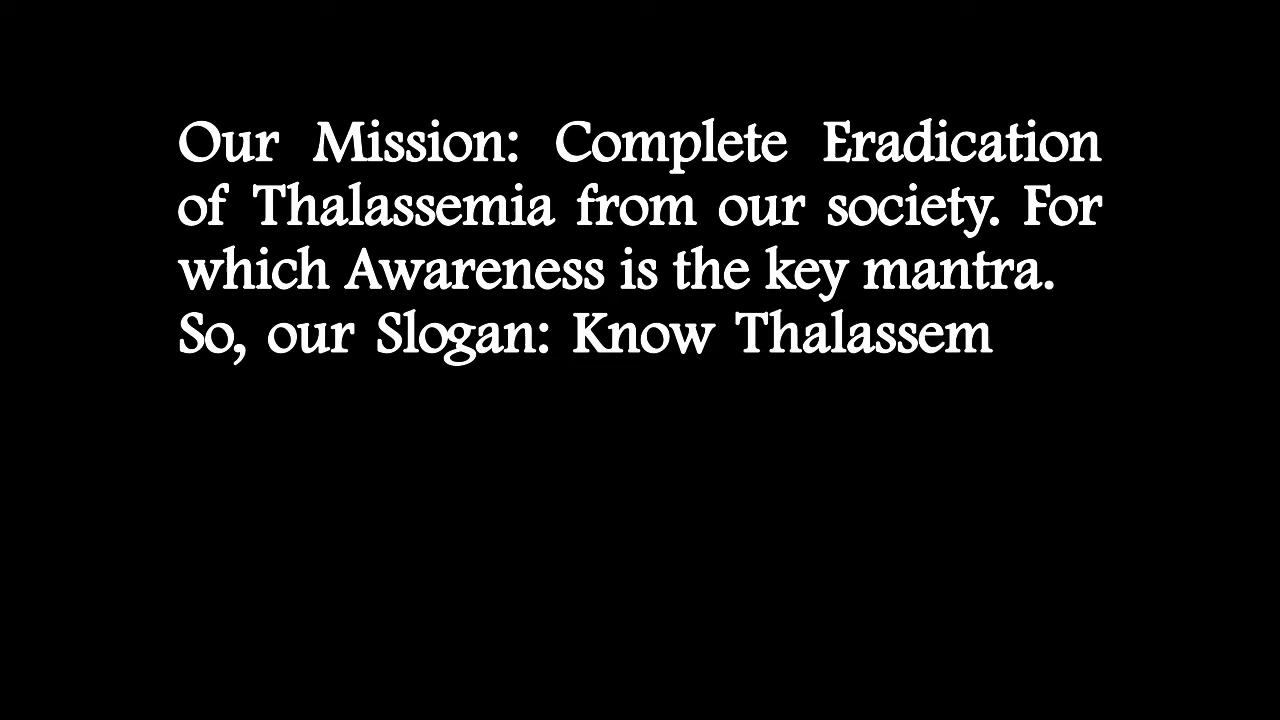 Our Mission: Complete Eradication
of Thalassemia from our society. For
which Awareness is the key mantra.
So, our Slogan: Know Thalassem